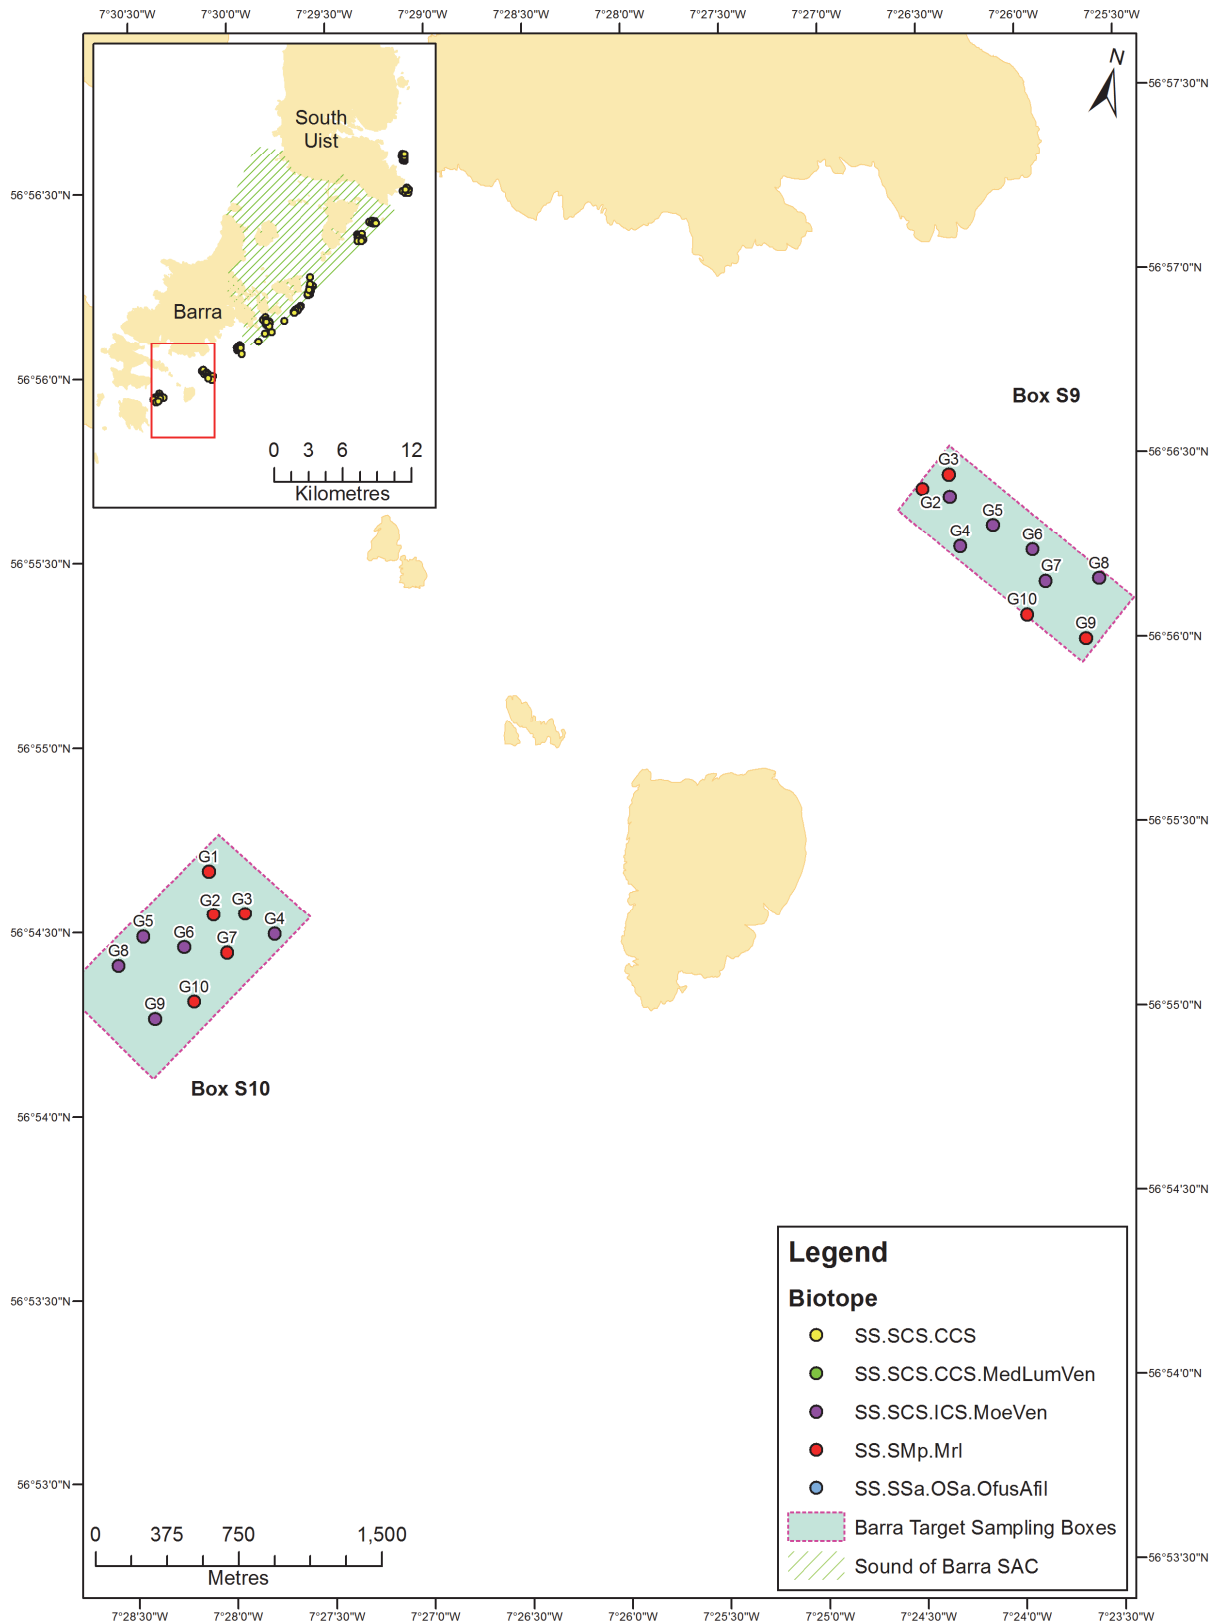 7°30'30"W 7°30'0"W 7°29'30"W 7°29'0"W 7°28'30"W 7°28'0"W 7°27'30"W 7°27'0"W 7°26'30"W 7°26'0"W 7°25'30"W
N
56°57'30"N
South
Uist
56°56'30"N
56°57'0"N
Barra
56°56'0"N
Box S9
0 3 6 12
Kilometres
56°56'30"N
G3
G2
G5
G4
G6
G7
G8
G10
G9
56°55'30"N
56°56'0"N
56°55'0"N
56°55'30"N
G1
G2
G3
G5
G6
G4
G7
G8
G10
G9
56°54'30"N
56°55'0"N
Box S10
56°54'0"N
56°54'30"N
Legend
Biotope
SS.SCS.CCS
SS.SCS.CCS.MedLumVen
SS.SCS.ICS.MoeVen
SS.SMp.Mrl
SS.SSa.OSa.OfusAfil
Barra Target Sampling Boxes
Sound of Barra SAC
56°53'30"N
56°54'0"N
56°53'0"N
56°53'30"N
0 375 750 1,500
Metres
7°28'30"W 7°28'0"W 7°27'30"W 7°27'0"W 7°26'30"W 7°26'0"W 7°25'30"W 7°25'0"W 7°24'30"W 7°24'0"W 7°23'30"W